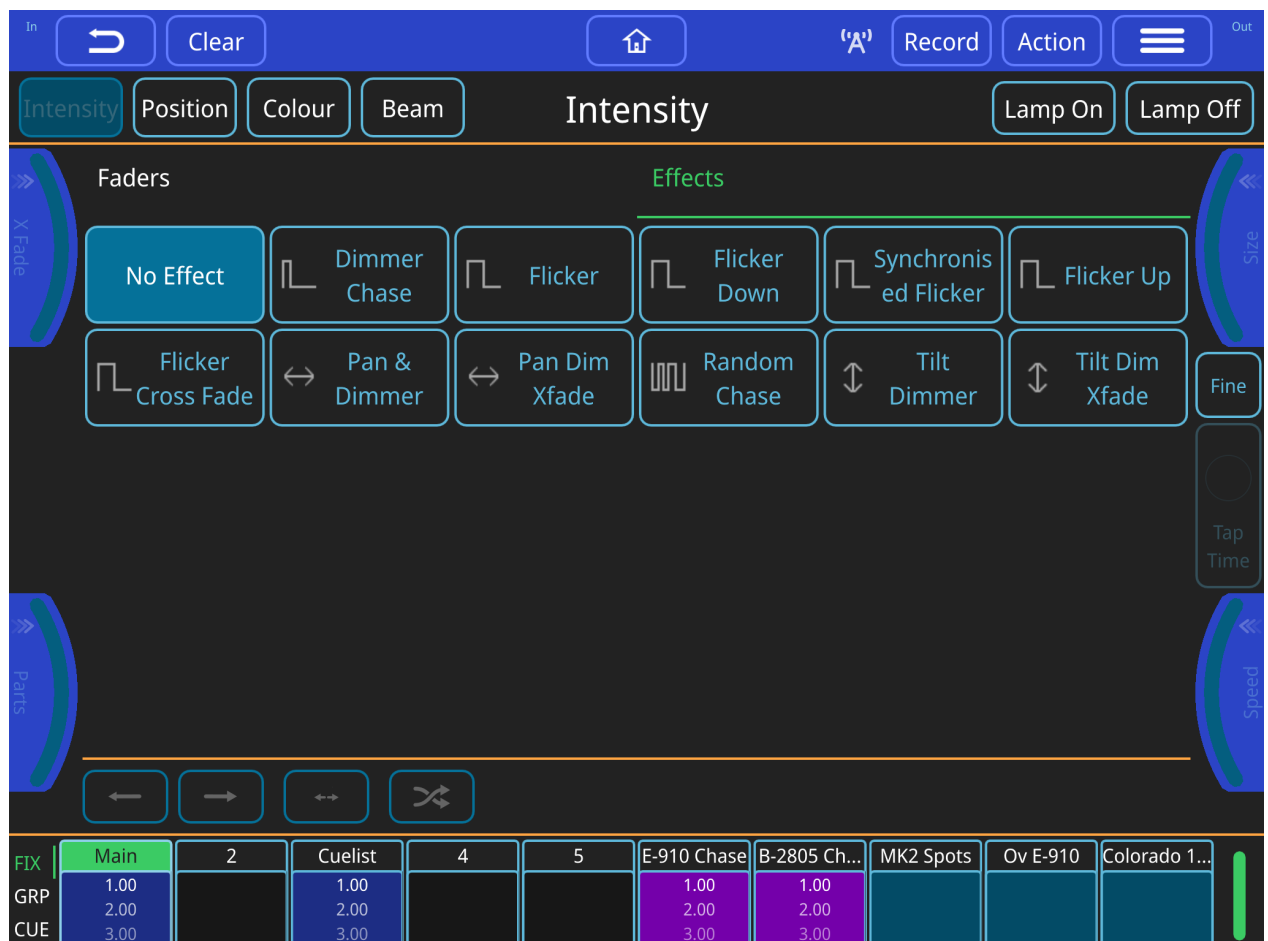 In
Clear
Record
Action
Out
Intensity
Position
Colour
Beam
Intensity
Lamp On
Lamp Off
X Fade
Faders
Effects
Size
No Effect
Dimmer
Chase
Flicker
Flicker
Down
Synchronis
ed Flicker
Flicker Up
Flicker
Cross Fade
Pan &
Dimmer
Pan Dim
Xfade
Random
Chase
Tilt
Dimmer
Tilt Dim
Xfade
Fine
Tap
Time
Parts
Speed
FIX
GRP
CUE
Main
1.00
2.00
3.00
2
Cuelist
1.00
2.00
3.00
4
5
E-910 Chase
1.00
2.00
3.00
B-2805 Ch...
1.00
2.00
3.00
MK2 Spots
Ov E-910
Colorado 1...